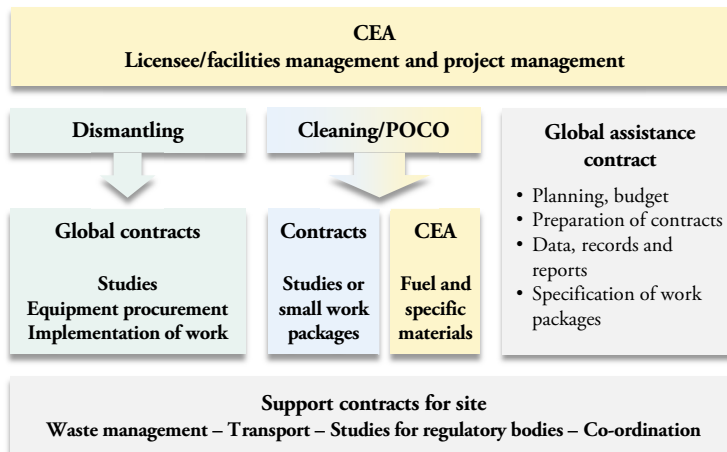 CEA
Licensee/facilities management and project management
Dismantling
Cleaning/POCO
Global contracts
Studies
Equipment procurement
Implementation of work
Contracts
Studies or
small work
packages
CEA
Fuel and
specific
materials
Global assistance
contract
• Planning, budget
• Preparation of contracts
• Data, records and
reports
• Specification of work
packages
Support contracts for site
Waste management – Transport – Studies for regulatory bodies – Co-ordination